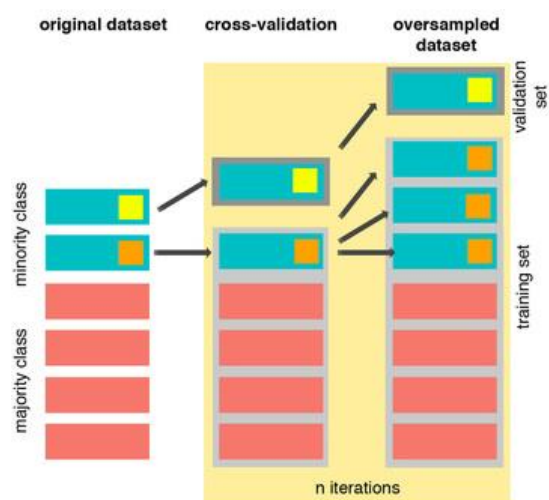 original dataset
cross-validation
oversampled
dataset
validation
set
minority class
training set
majority class
n iterations